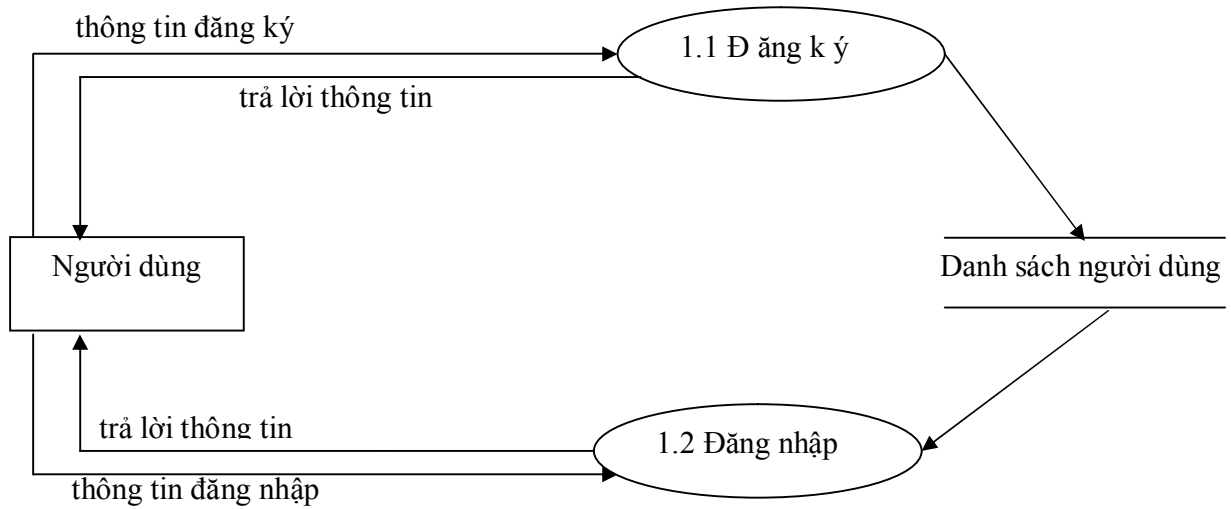 thông tin đăng ký
1.1 Đ ăng k ý
trả lời thông tin
Người dùng
Danh sách người dùng
trả lời thông tin
1.2 Đăng nhập
thông tin đăng nhập